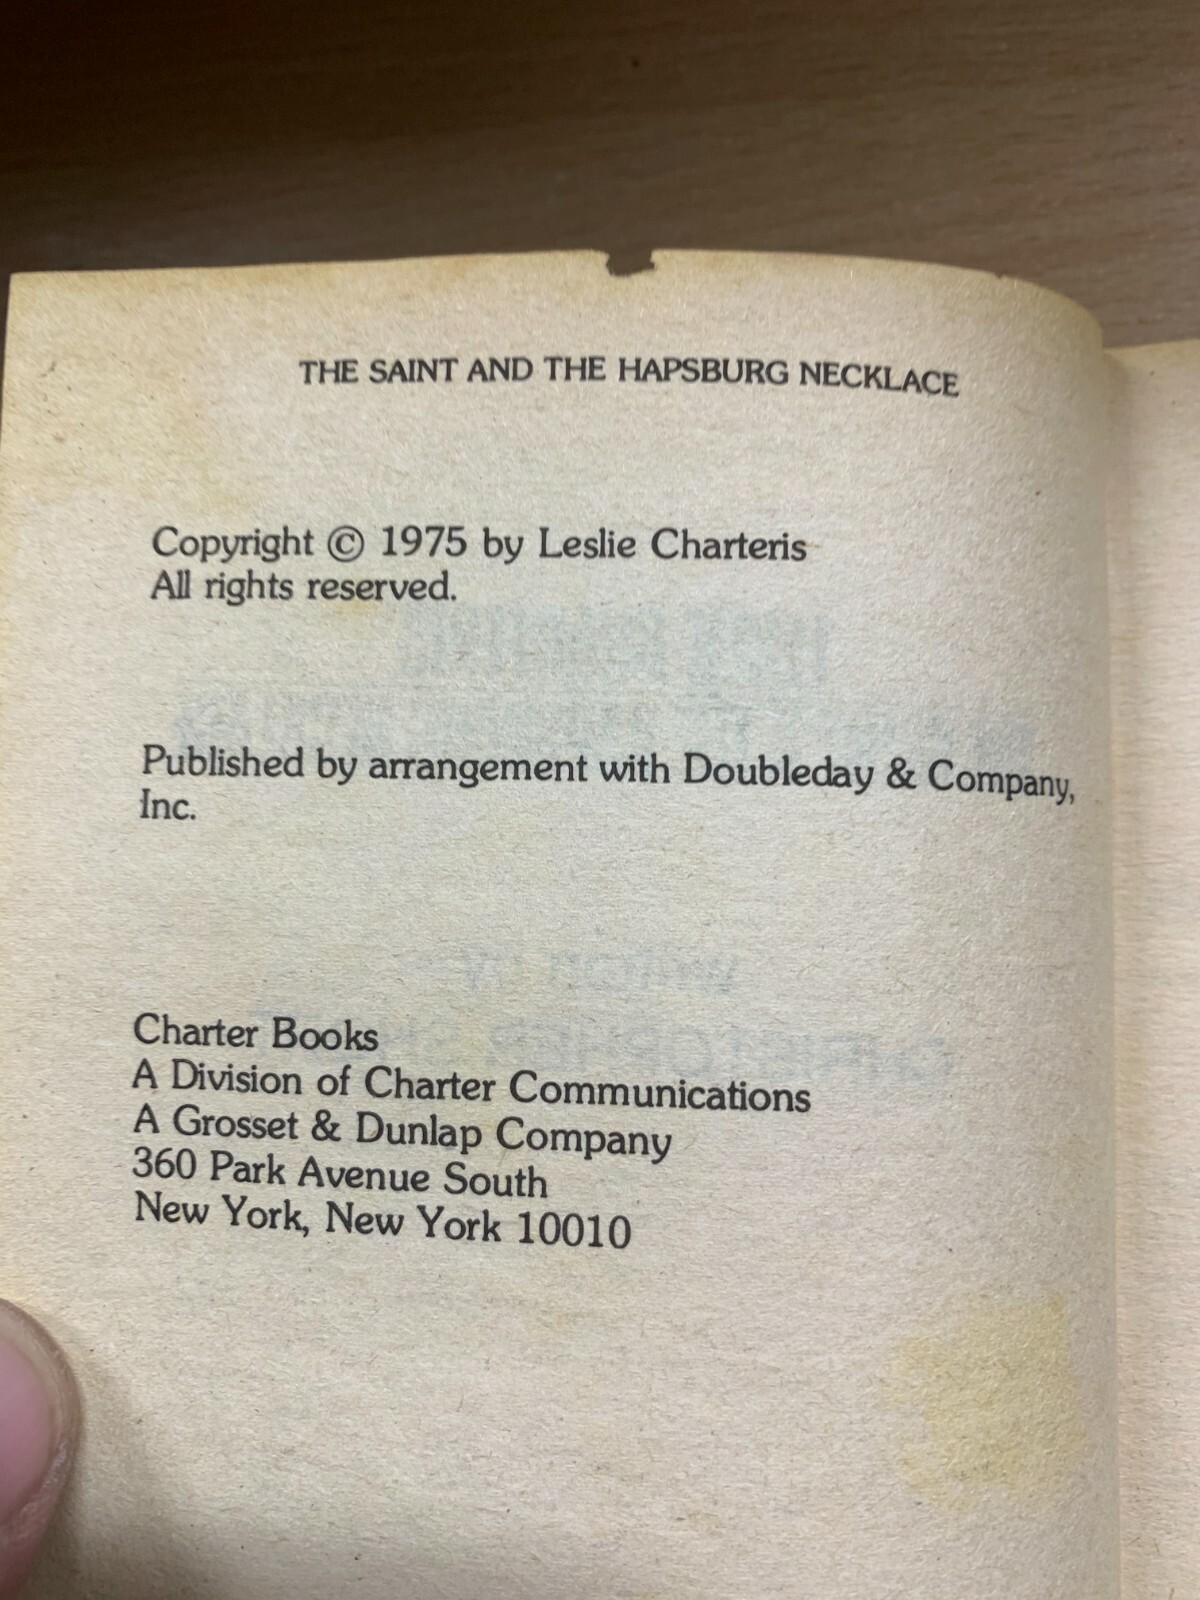 THE SAINT AND THE HAPSBURG NECKLACE
Copyright © 1975 by Leslie Charteris
All rights reserved.
Published by arrangement with Doubleday & Company,
Inc.
Charter Books
A Division of Charter Communications
A Grosset & Dunlap Company
360 Park Avenue South
New York, New York 10010